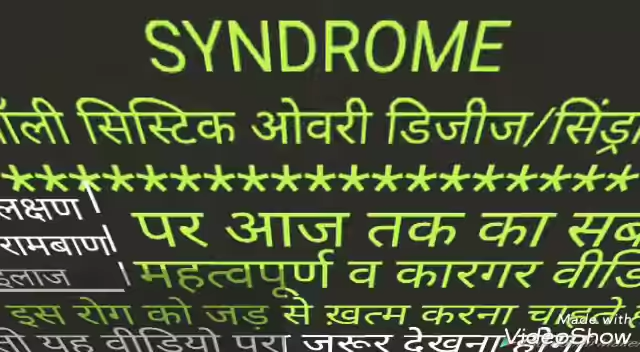 SYNDROME
ॉली सिस्टिक ओवरी डिजीज/सिंड्र
********************
लक्षण।
रामबाण।
इलाज।
पर आज तक का सब
महत्वपूर्ण व कारगर वीडि
इस रोग को जड़ से ख़त्म करना चाहते
यह वीडियो पूरा जरूर देखना
Made with
VideoShow